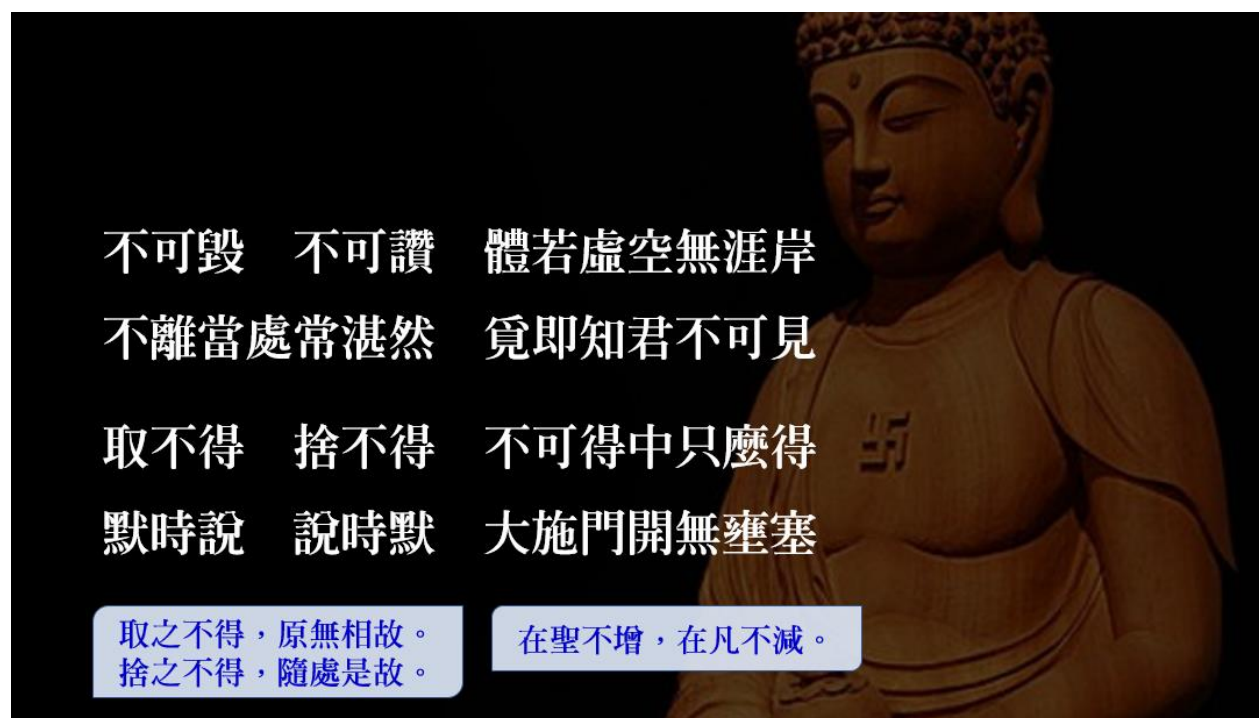 不可毀　不可讚　體若虛空無涯岸
不離當處常湛然　覓即知君不可見
取不得　捨不得　不可得中只麼得
默時說　說時默　大施門開無壅塞
取之不得，原無相故。
捨之不得，隨處是故。
在聖不增，在凡不減。